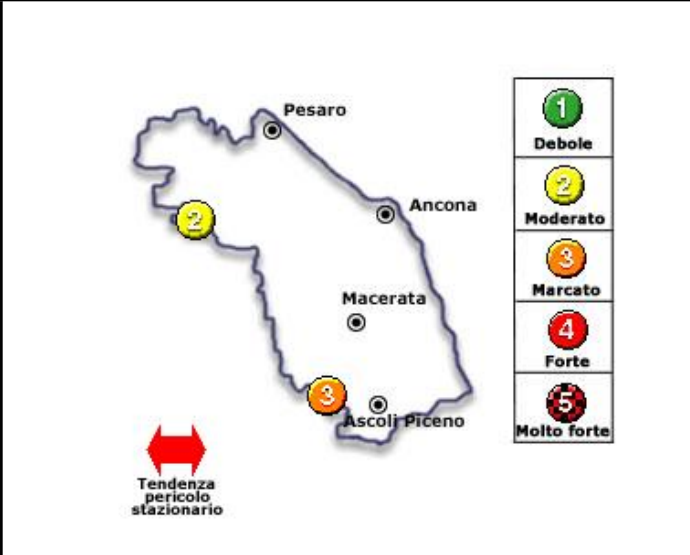 Pesaro
Ancona
2
Macerata
3
Ascoli Piceno
Tendenza
pericolo
stazionario
1
Debole
2
Moderato
3
Marcato
4
Forte
5
Molto forte